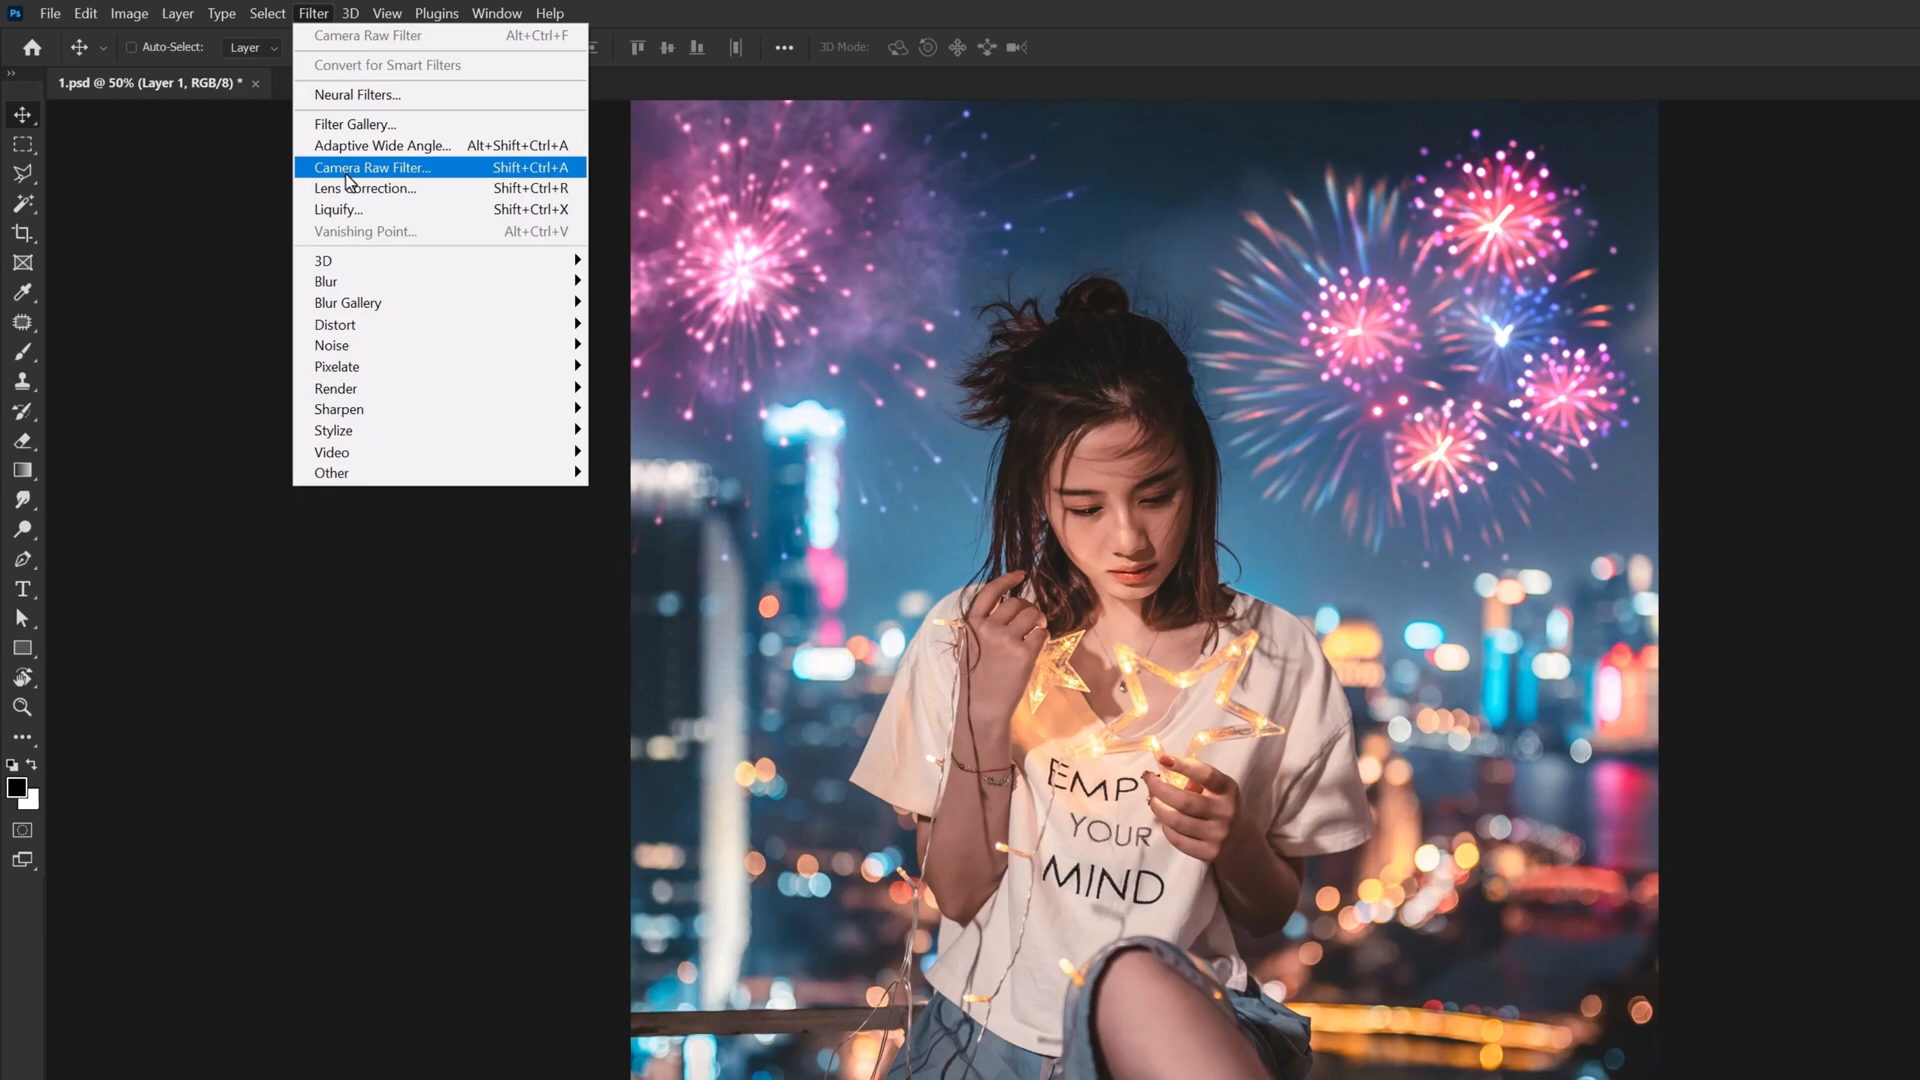 Ps File Edit Image Layer Type Select Filter 3D View Plugins Window Help
Auto-Select: Layer 3D Mode:
1.psd @ 50% (Layer 1, RGB/8) *
Camera Raw Filter Alt+Ctrl+F
Convert for Smart Filters
Neural Filters...
Filter Gallery...
Adaptive Wide Angle... Alt+Shift+Ctrl+A
Camera Raw Filter... Shift+Ctrl+A
Lens Correction... Shift+Ctrl+R
Liquify... Shift+Ctrl+X
Vanishing Point... Alt+Ctrl+V
3D
Blur
Blur Gallery
Distort
Noise
Pixelate
Render
Sharpen
Stylize
Video
Other
EMPT
YOUR
MIND